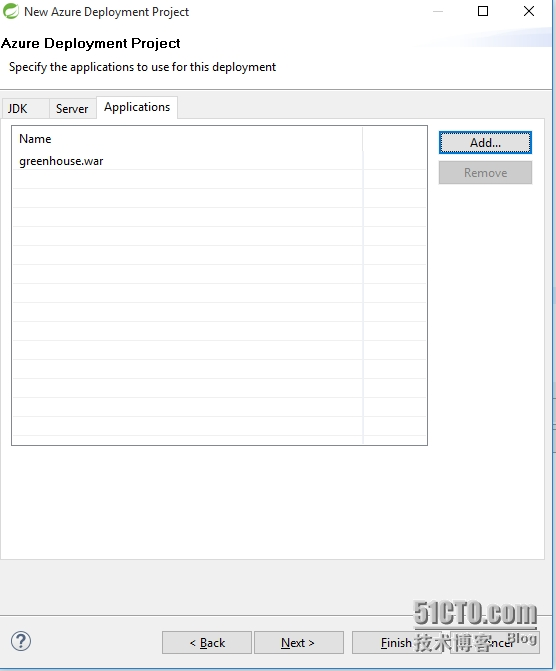 New Azure Deployment Project
Azure Deployment Project
Specify the applications to use for this deployment
JDK Server Applications
Name
greenhouse.war
Add...
Remove
51CTO.com
< Back Next > Finish
技术博客 Blog